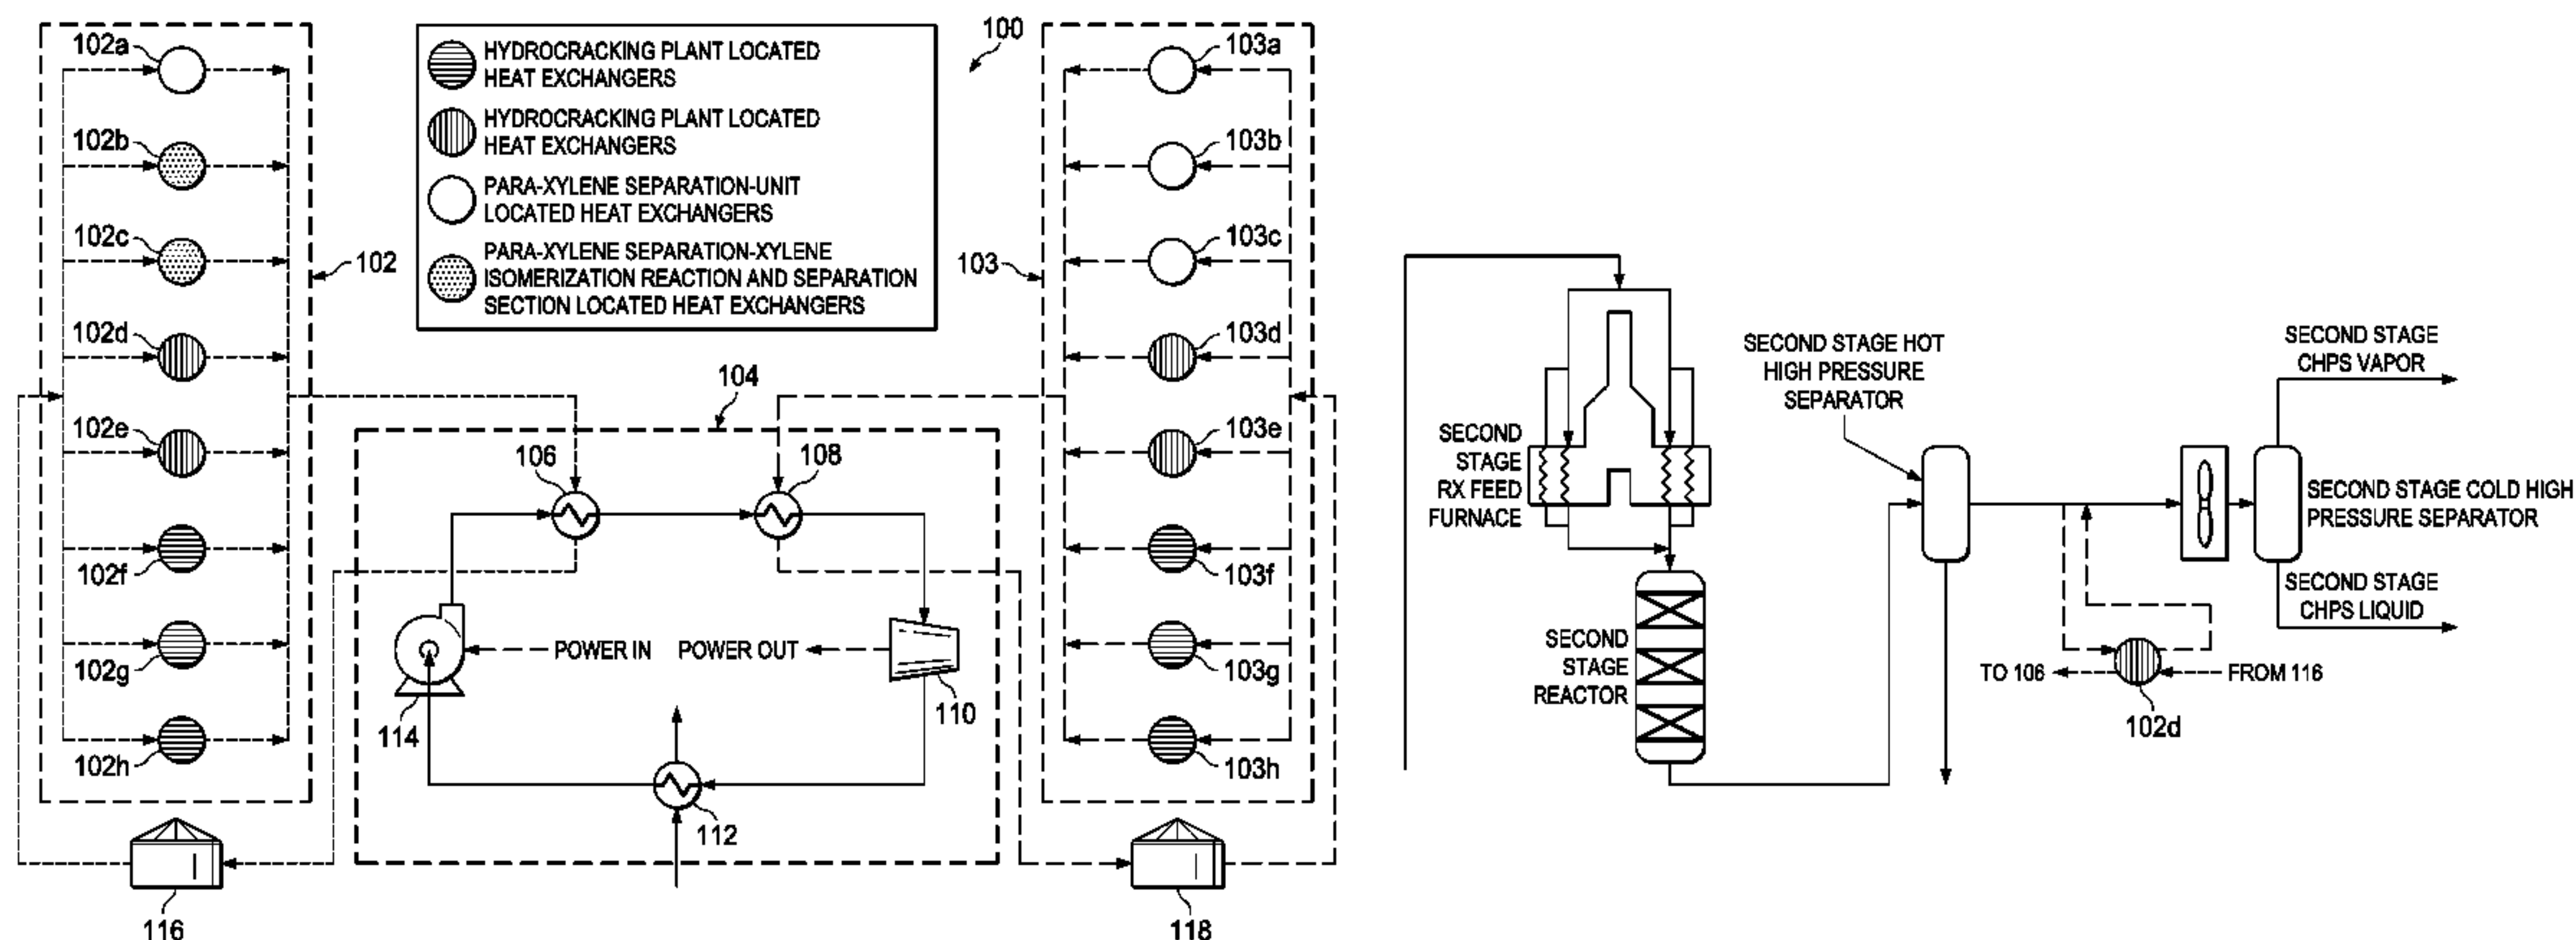 102a
102b
102c
102d
102e
102f
102g
102h
102
116
HYDROCRACKING PLANT LOCATED
HEAT EXCHANGERS
HYDROCRACKING PLANT LOCATED
HEAT EXCHANGERS
PARA-XYLENE SEPARATION-UNIT
LOCATED HEAT EXCHANGERS
PARA-XYLENE SEPARATION-XYLENE
ISOMERIZATION REACTION AND SEPARATION
SECTION LOCATED HEAT EXCHANGERS
100
104
106
108
POWER IN
POWER OUT
114
110
112
103
103a
103b
103c
103d
103e
103f
103g
103h
118
SECOND
STAGE
RX FEED
FURNACE
SECOND
STAGE
REACTOR
SECOND STAGE HOT
HIGH PRESSURE
SEPARATOR
SECOND STAGE
CHPS VAPOR
SECOND STAGE COLD HIGH
PRESSURE SEPARATOR
SECOND STAGE
CHPS LIQUID
TO 106
FROM 116
102d